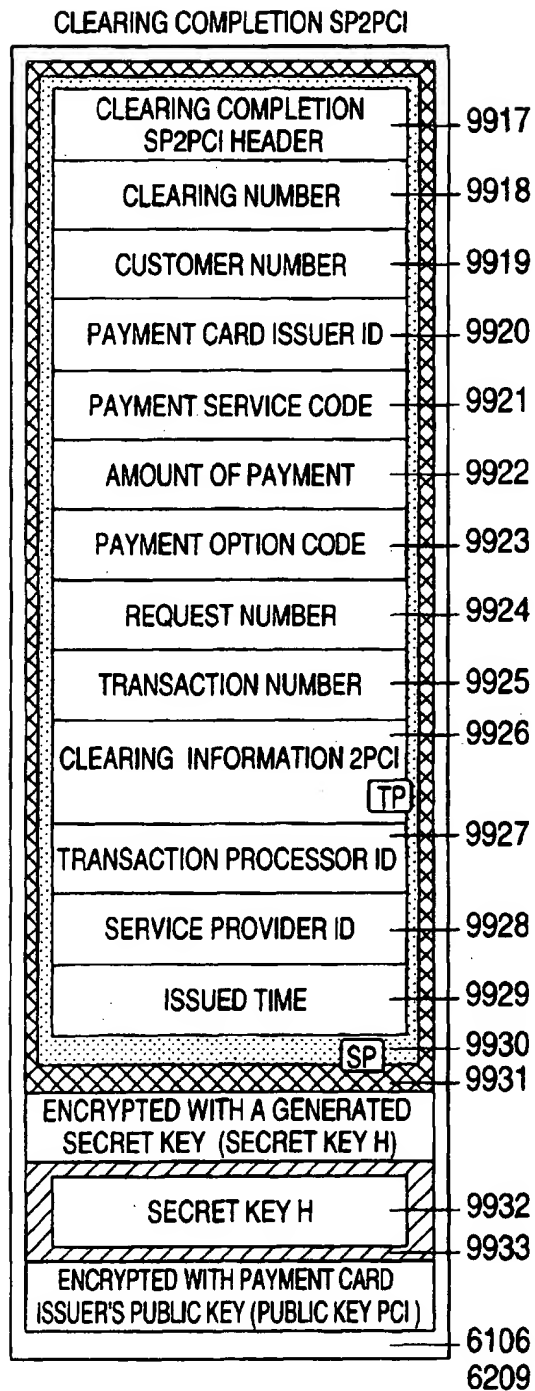 CLEARING COMPLETION SP2PCI
CLEARING COMPLETION
SP2PCI HEADER
9917
CLEARING NUMBER
9918
CUSTOMER NUMBER
9919
PAYMENT CARD ISSUER ID
9920
PAYMENT SERVICE CODE
9921
AMOUNT OF PAYMENT
9922
PAYMENT OPTION CODE
9923
REQUEST NUMBER
9924
TRANSACTION NUMBER
9925
9926
CLEARING INFORMATION 2PCI
TP
9927
TRANSACTION PROCESSOR ID
SERVICE PROVIDER ID
9928
ISSUED TIME
9929
SP
9930
9931
ENCRYPTED WITH A GENERATED
SECRET KEY (SECRET KEY H)
SECRET KEY H
9932
9933
ENCRYPTED WITH PAYMENT CARD
ISSUER'S PUBLIC KEY (PUBLIC KEY PCI)
6106
6209